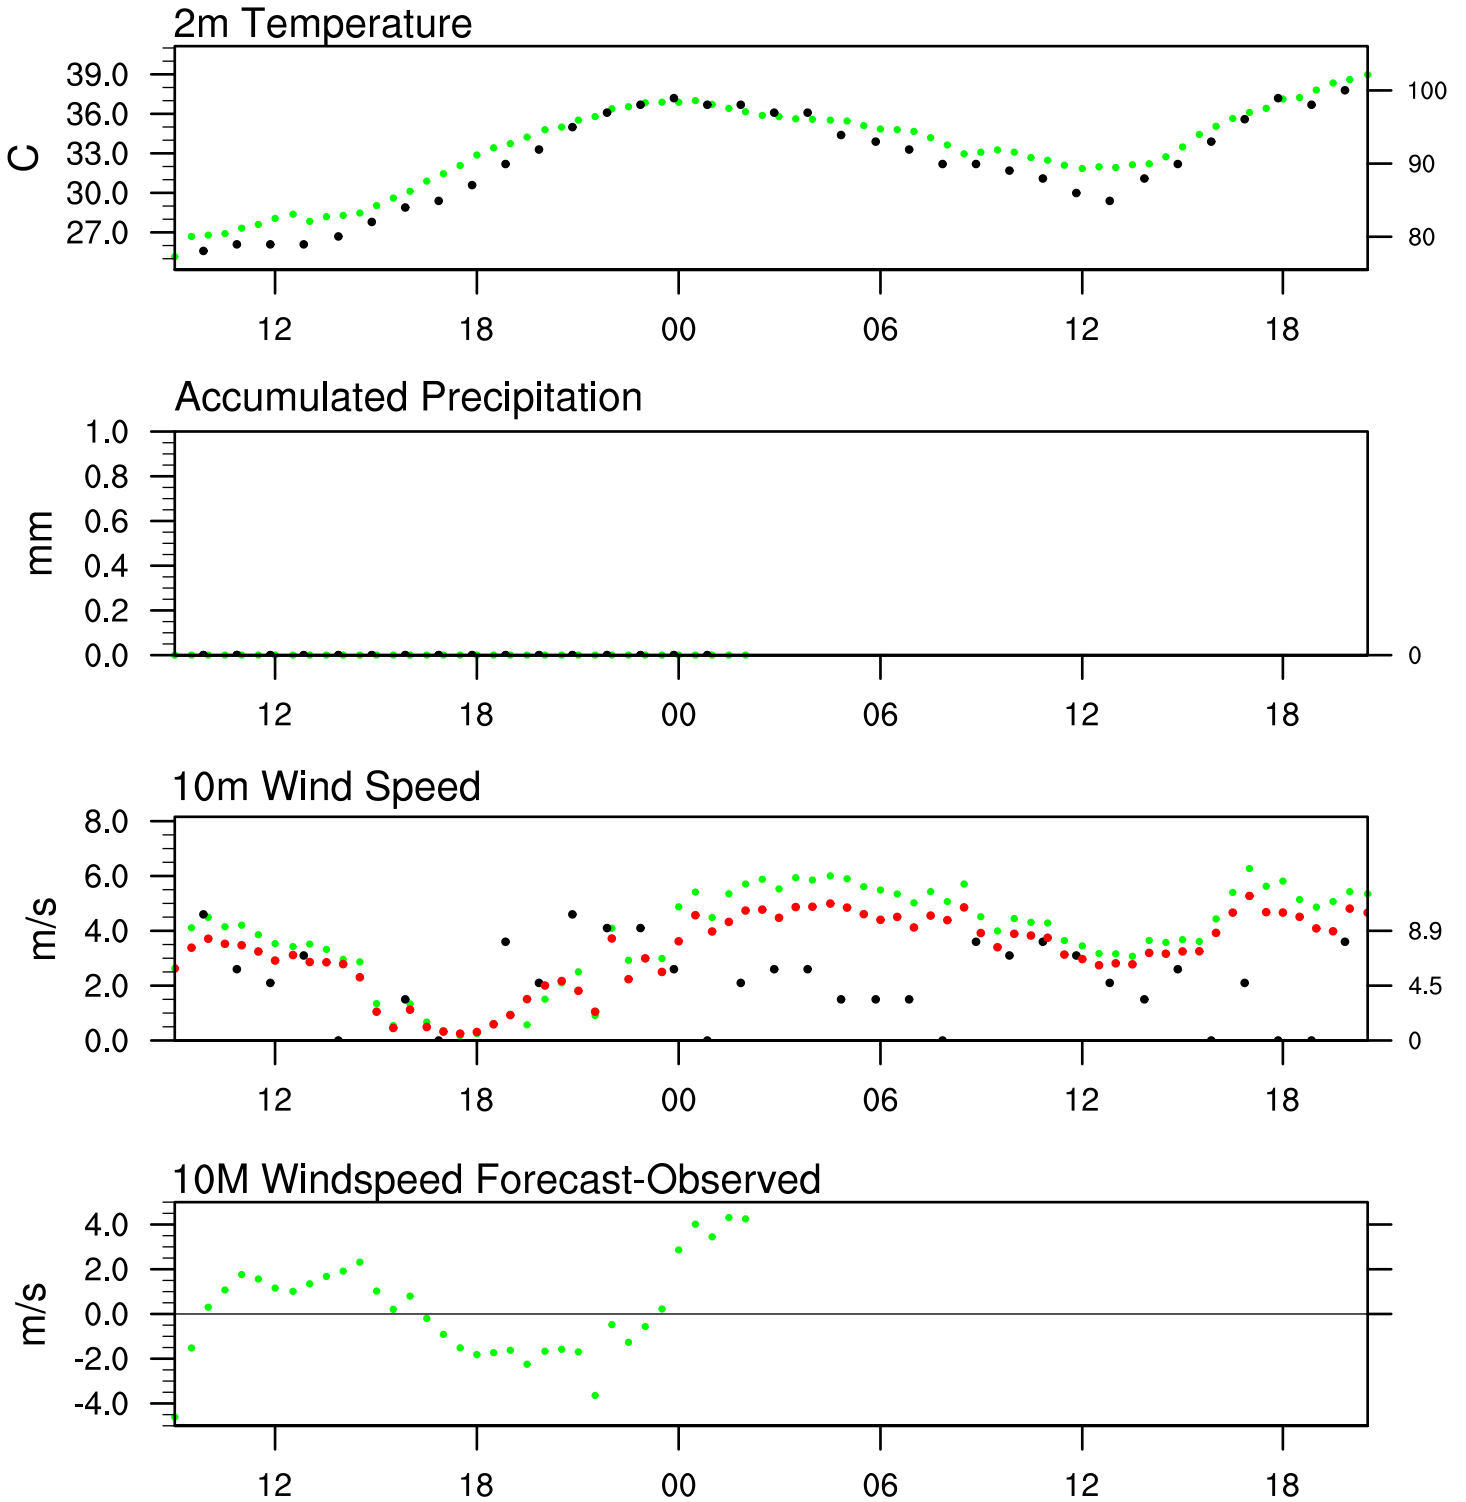 2m Temperature
39.0
36.0
33.0
30.0
27.0
C
100
90
80
12 18 00 06 12 18
Accumulated Precipitation
1.0
0.8
0.6
0.4
0.2
0.0
mm
0
12 18 00 06 12 18
10m Wind Speed
8.0
6.0
4.0
2.0
0.0
m/s
8.9
4.5
0
12 18 00 06 12 18
10M Windspeed Forecast-Observed
4.0
2.0
0.0
-2.0
-4.0
m/s
12 18 00 06 12 18